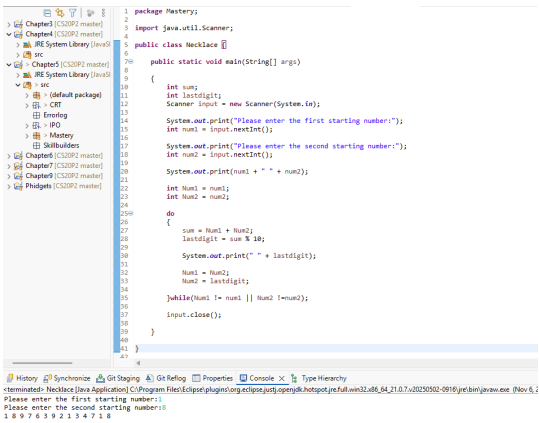 Chapter3 [CS20P2 master]
Chapter4 [CS20P2 master]
JRE System Library [JavaSE
src
> Chapter5 [CS20P2 master]
JRE System Library [JavaSE
> src
> (default package)
> CRT
Errorlog
> IPO
> Mastery
Skillbuilders
Chapter6 [CS20P2 master]
Chapter7 [CS20P2 master]
Chapter9 [CS20P2 master]
Phidgets [CS20P2 master]
1 package Mastery;
2
3 import java.util.Scanner;
4
5 public class Necklace {
6
7 public static void main(String[] args)
8
9 {
10 int sum;
11 int lastdigit;
12 Scanner input = new Scanner(System.in);
13
14 System.out.print("Please enter the first starting number:");
15 int num1 = input.nextInt();
16
17 System.out.print("Please enter the second starting number:");
18 int num2 = input.nextInt();
19
20 System.out.print(num1 + " " + num2);
21
22 int Num1 = num1;
23 int Num2 = num2;
24
25 do
26 {
27 sum = Num1 + Num2;
28 lastdigit = sum % 10;
29
30 System.out.print(" " + lastdigit);
31
32 Num1 = Num2;
33 Num2 = lastdigit;
34
35 }while(Num1 != num1 || Num2 !=num2);
36
37 input.close();
38
39 }
40
41 }
42
History Synchronize Git Staging Git Reflog Properties Console Type Hierarchy
<terminated> Necklace [Java Application] C:\Program Files\Eclipse\plugins\org.eclipse.justj.openjdk.hotspot.jre.full.win32.x86_64_21.0.7.v20250502-0916\jre\bin\javaw.exe (Nov 6, 2
Please enter the first starting number:1
Please enter the second starting number:8
1 8 9 7 6 3 9 2 1 3 4 7 1 8